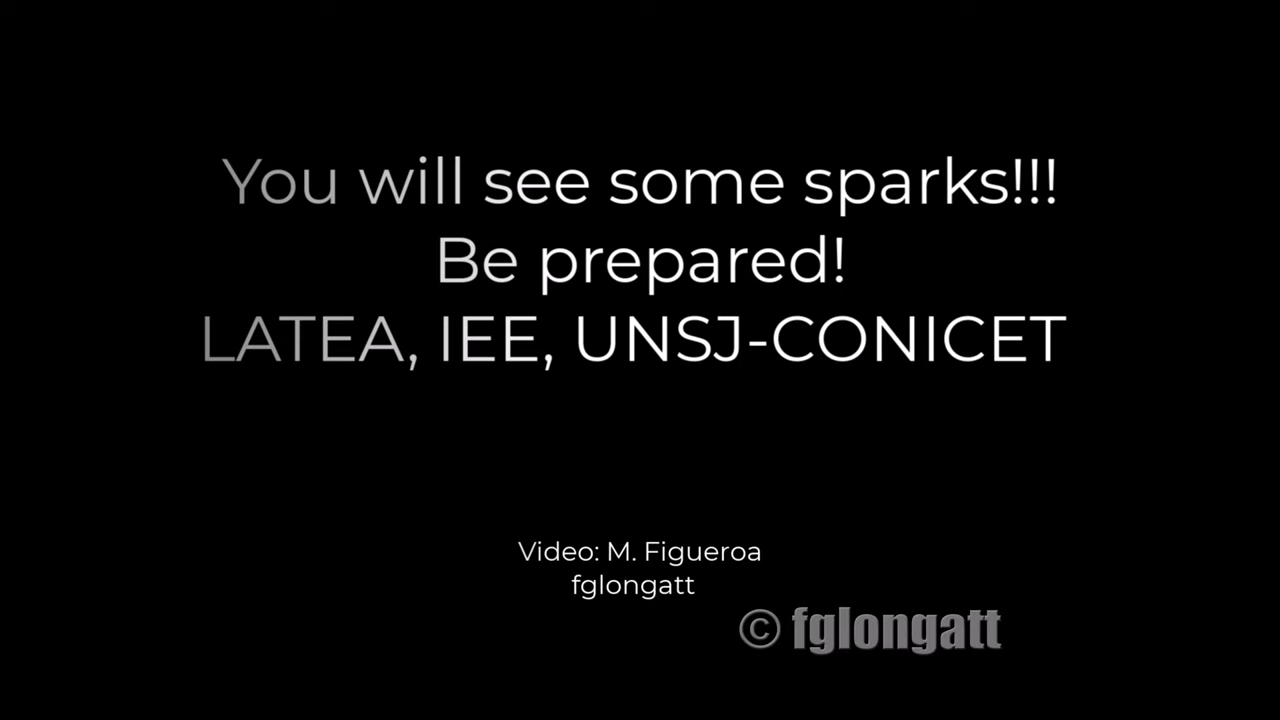 You will see some sparks!!!
Be prepared!
LATEA, IEE, UNSJ-CONICET
Video: M. Figueroa
fglongatt
© fglongatt